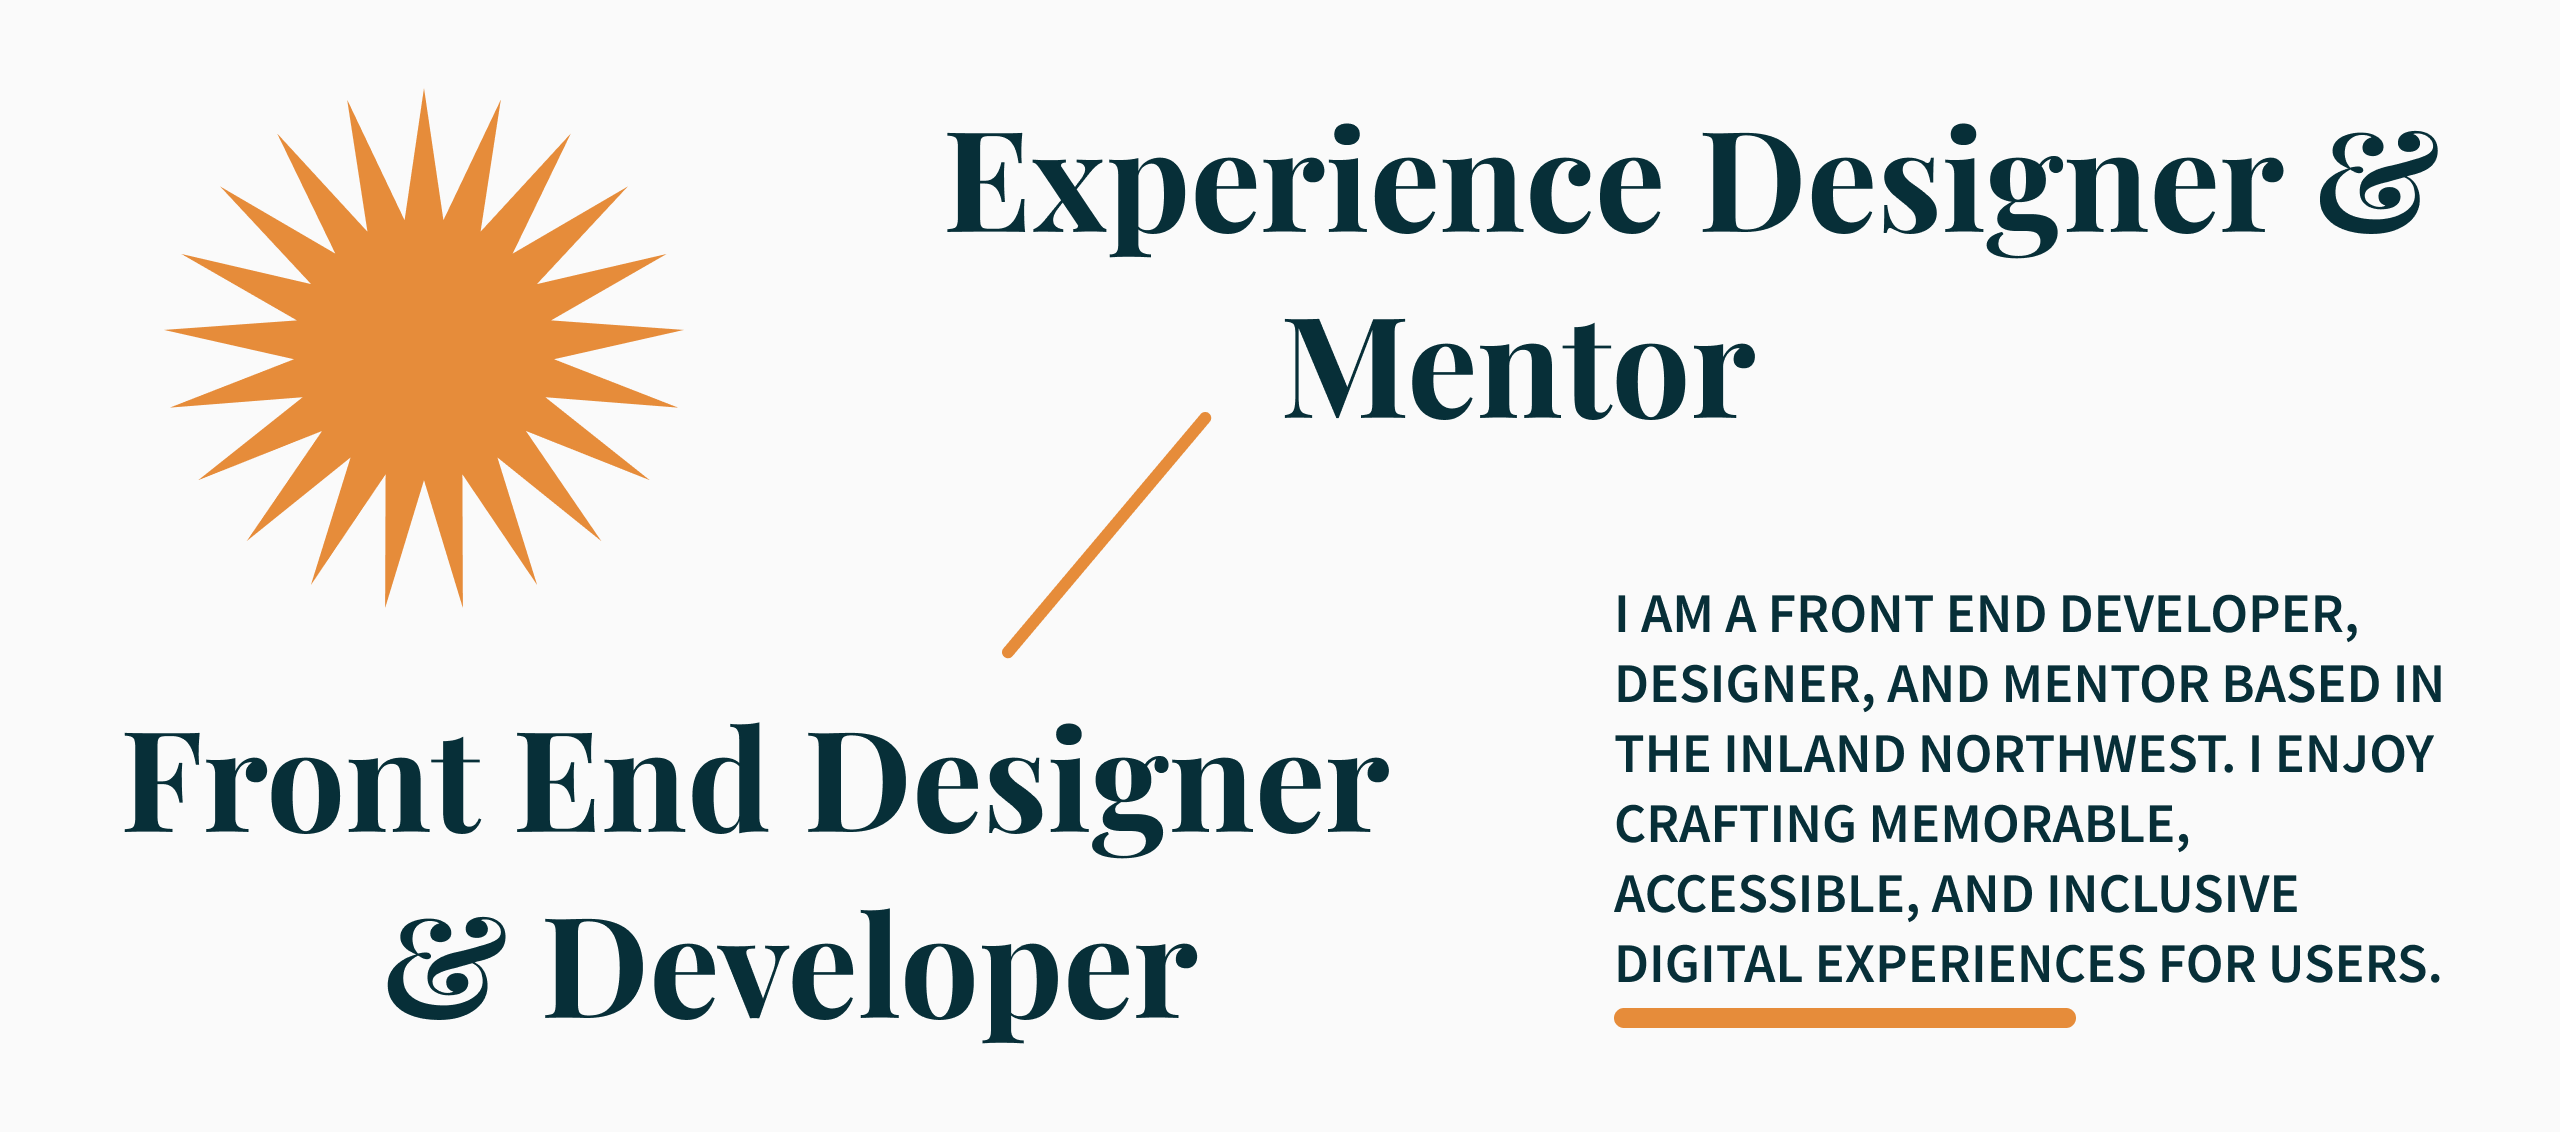 Experience Designer &
Mentor
Front End Designer
& Developer
I AM A FRONT END DEVELOPER,
DESIGNER, AND MENTOR BASED IN
THE INLAND NORTHWEST. I ENJOY
CRAFTING MEMORABLE,
ACCESSIBLE, AND INCLUSIVE
DIGITAL EXPERIENCES FOR USERS.